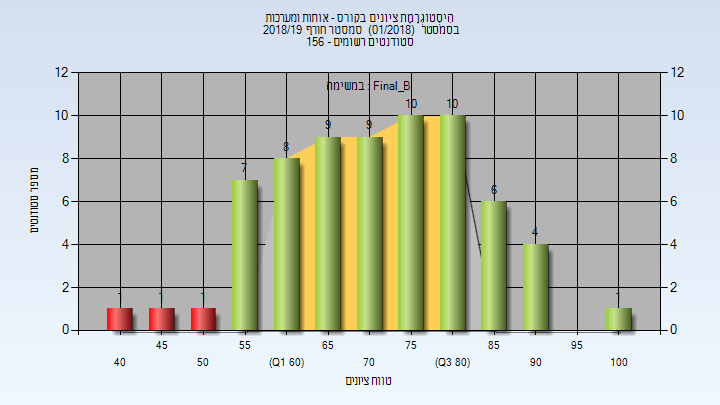 היסטוגרמת ציונים בקורס - אותות ומערכות
בסמסטר (01/2018) סמסטר חורף 2018/19
סטודנטים רשומים - 156
במשימה : Final_B
מספר סטודנטים
12 12
10 10
8 8
6 6
4 4
2 2
0 0
1 1 1 7 8 9 9 10 10 6 4 1
45 55 65 75 85 95
40 50 (Q1 60) 70 (Q3 80) 90 100
טווח ציונים